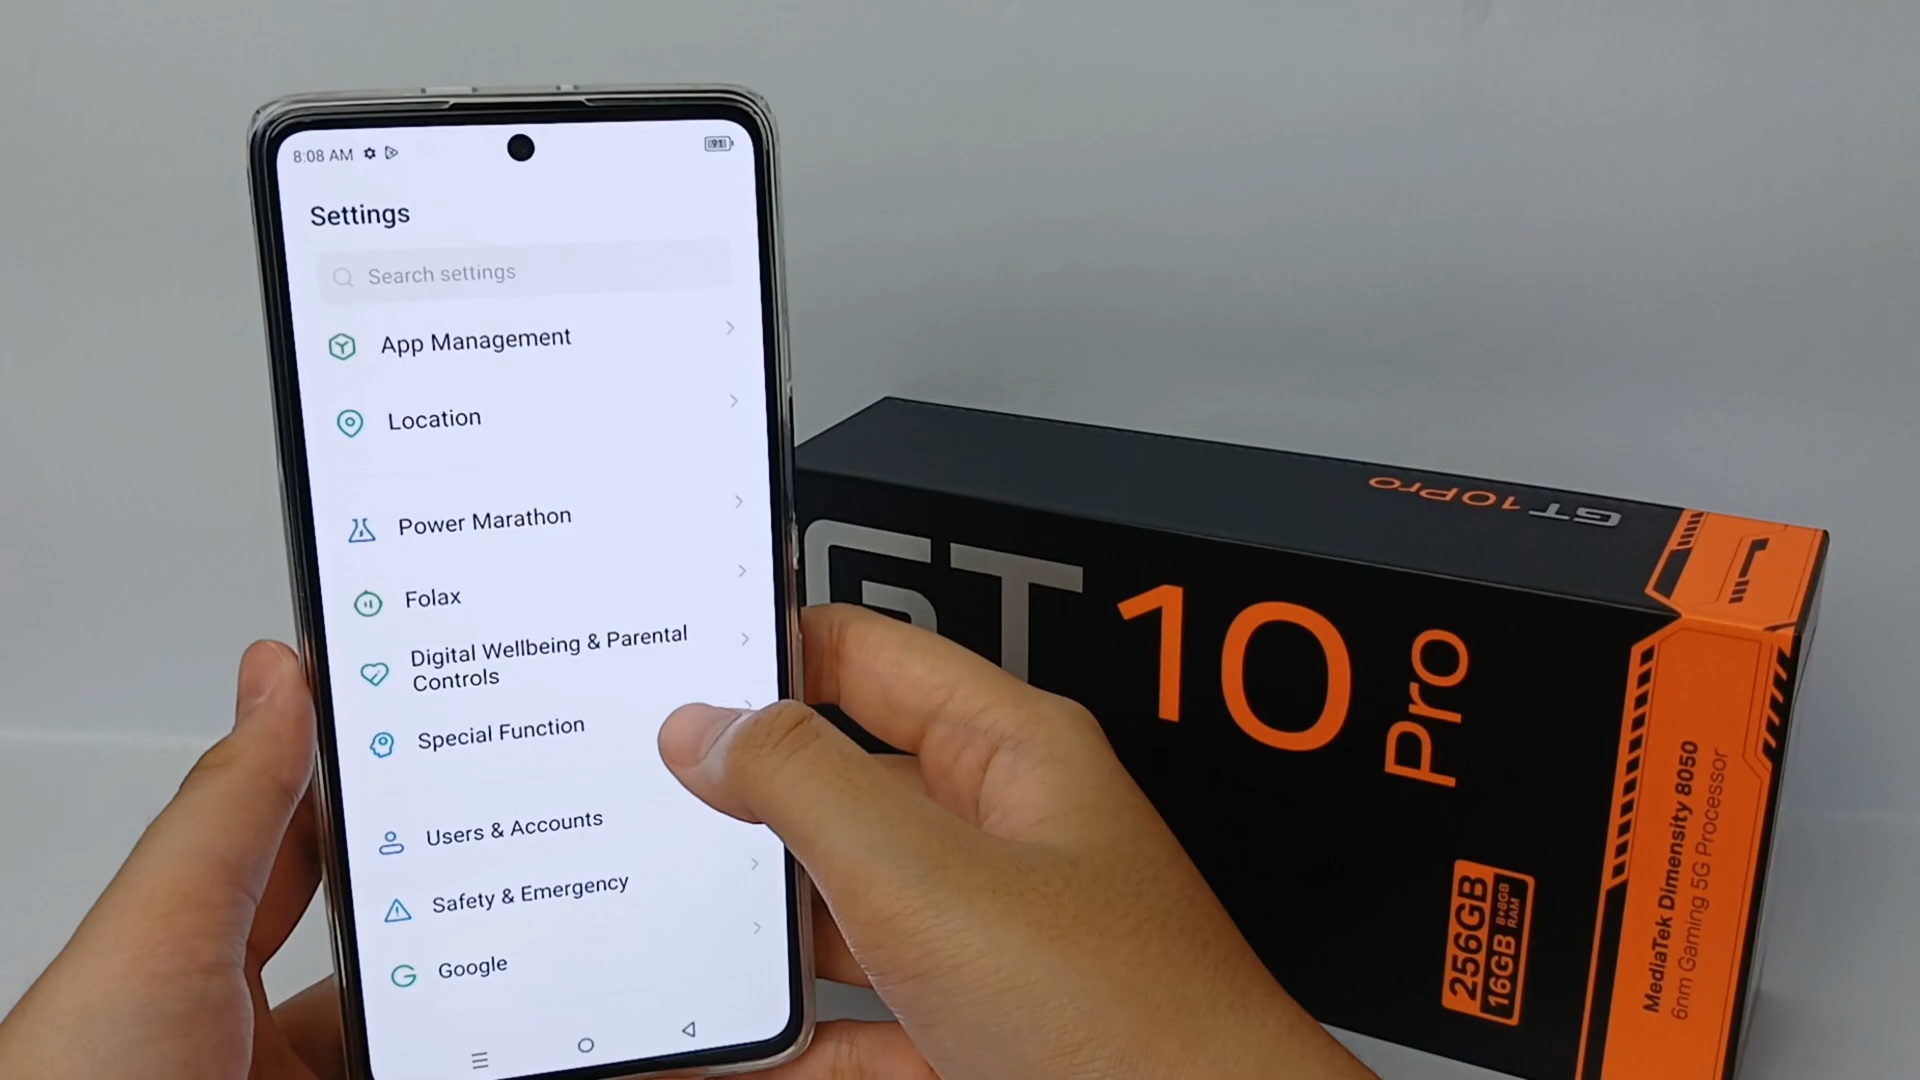 8:08 AM
91
Settings
Search settings
App Management
Location
Power Marathon
Folax
Digital Wellbeing & Parental
Controls
Special Function
Users & Accounts
Safety & Emergency
Google
GT 10Pro
GT 10 Pro
256GB
16GB 8+8GB
RAM
MediaTek Dimensity 8050
6nm Gaming 5G Processor